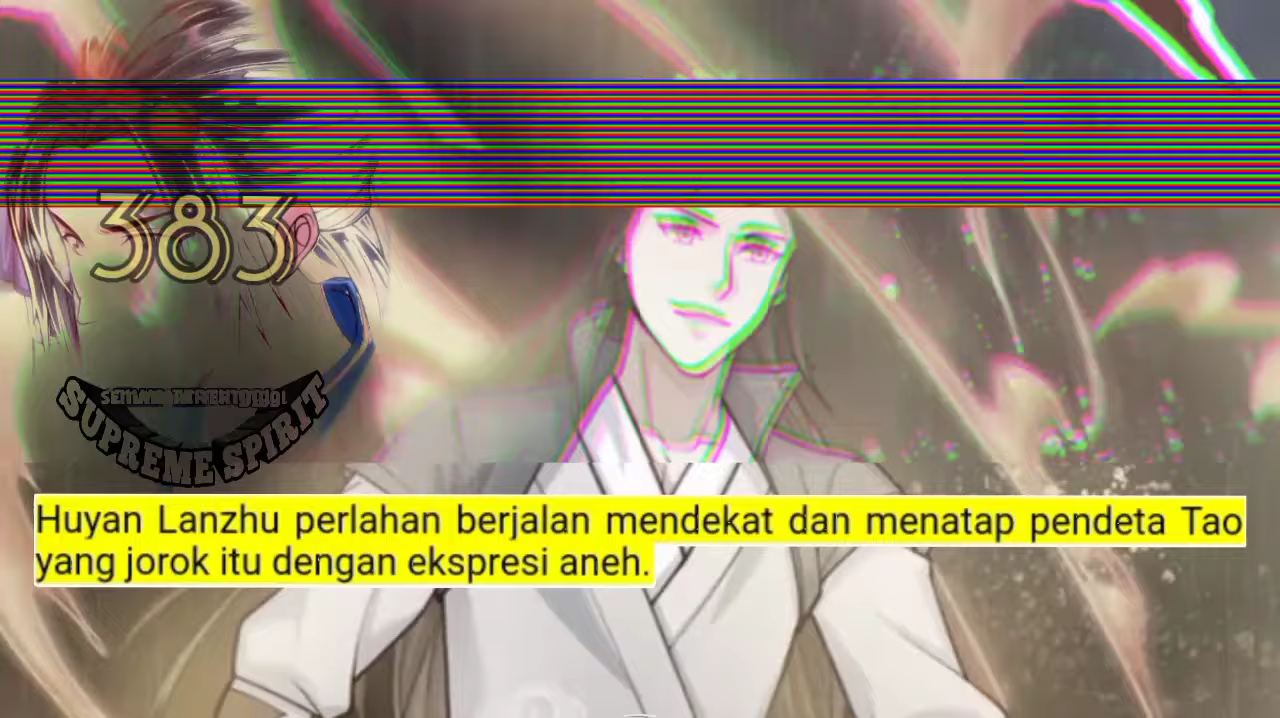 383
SUPREME SPIRIT
Huyan Lanzhu perlahan berjalan mendekat dan menatap pendeta Tao
yang jorok itu dengan ekspresi aneh.